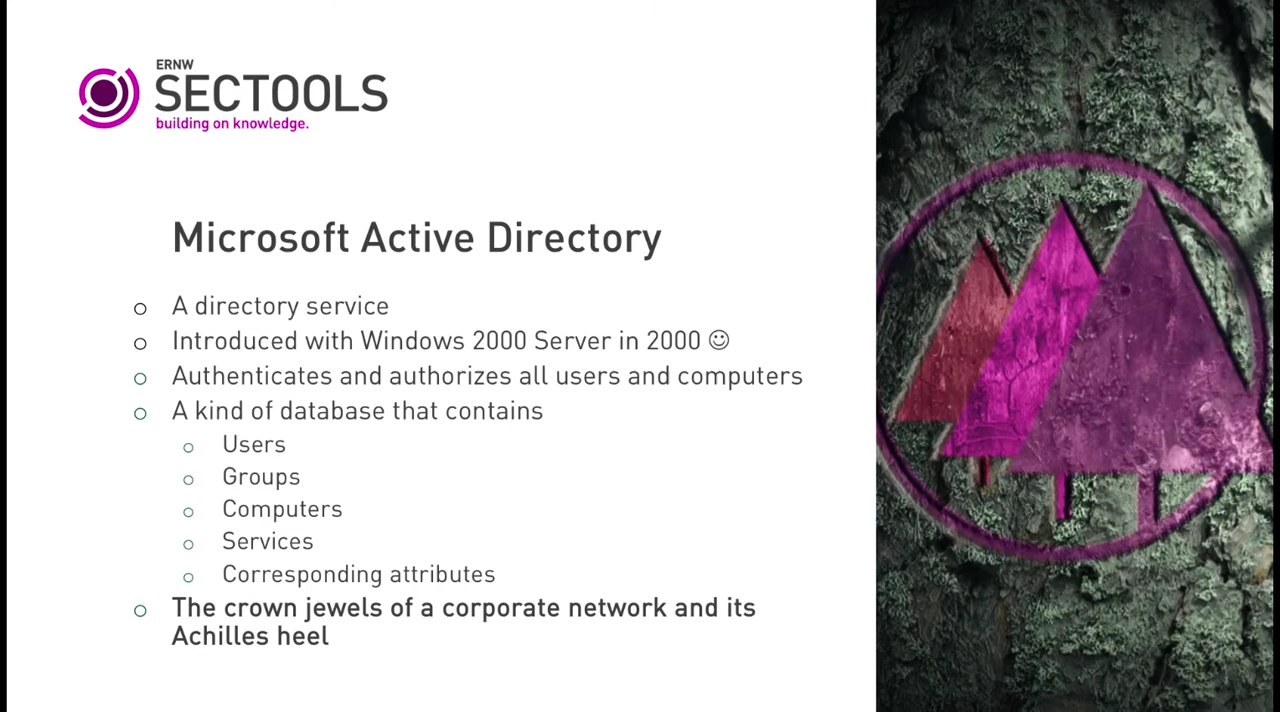 ERNW
SECTOOLS
building on knowledge.
Microsoft Active Directory
o A directory service
o Introduced with Windows 2000 Server in 2000 ☺
o Authenticates and authorizes all users and computers
o A kind of database that contains
o Users
o Groups
o Computers
o Services
o Corresponding attributes
o The crown jewels of a corporate network and its
Achilles heel